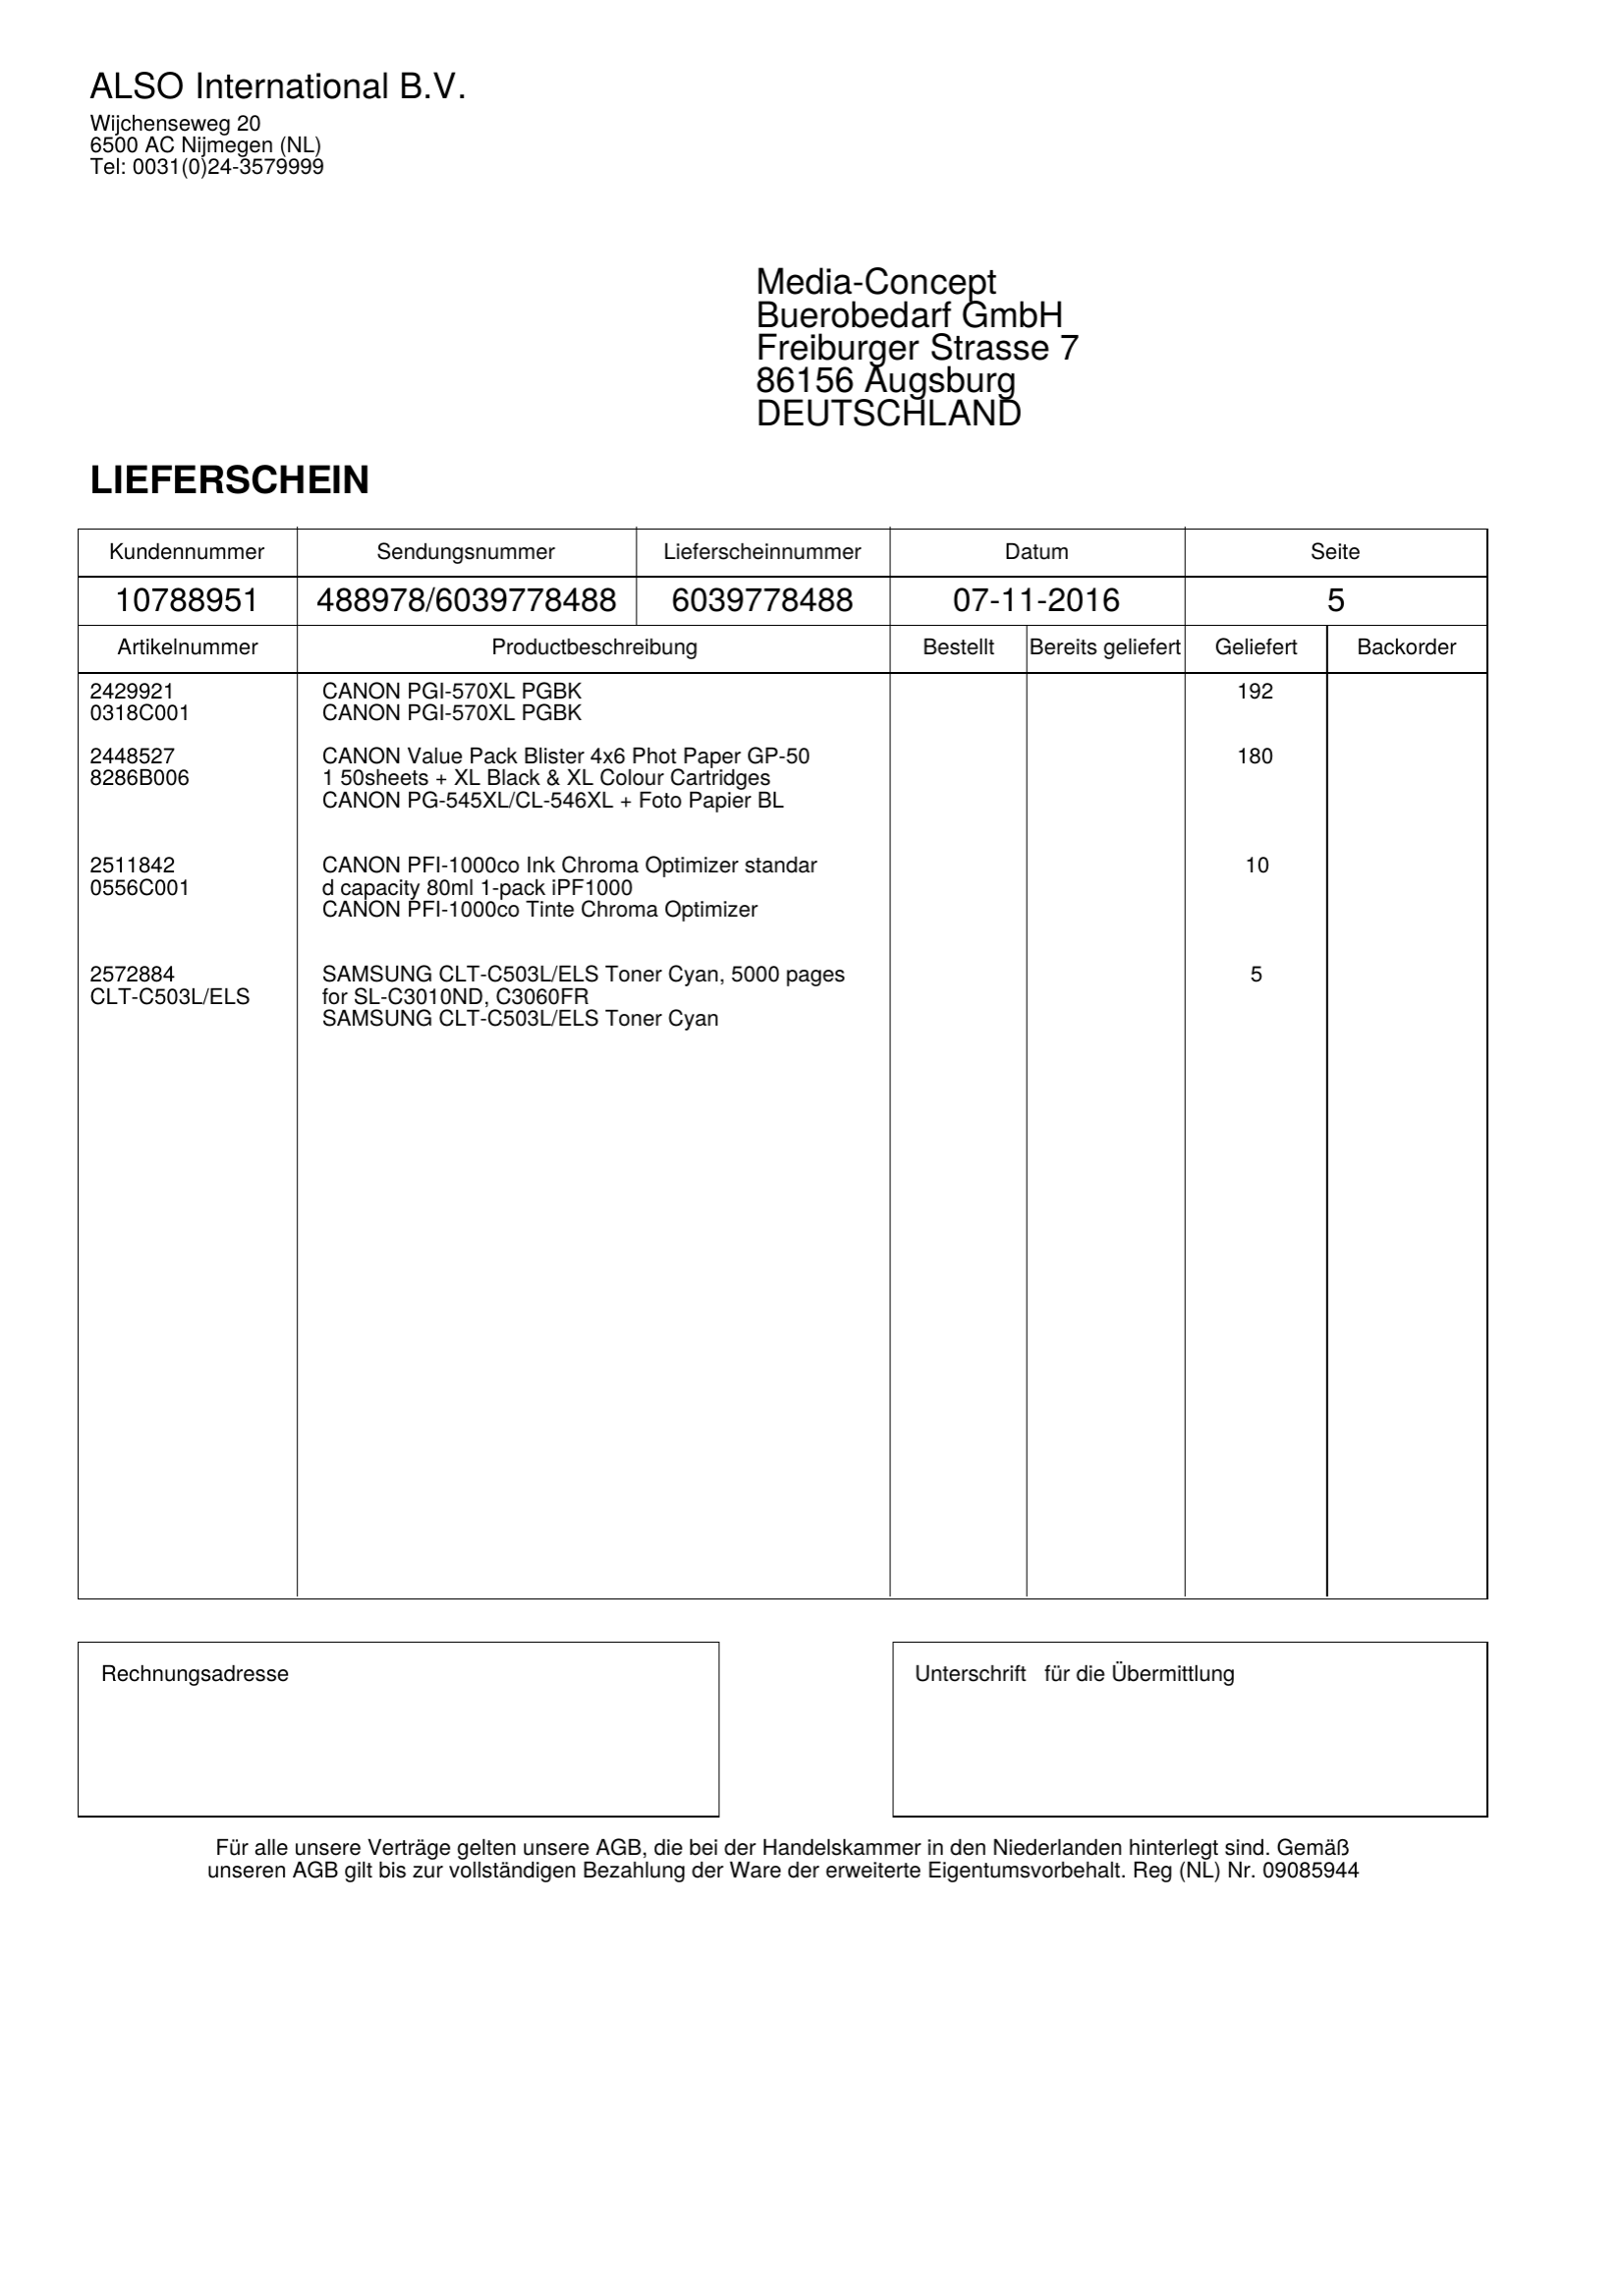 ALSO International B.V.
Wijchenseweg 20
6500 AC Nijmegen (NL)
Tel: 0031(0)24-3579999
Media-Concept
Buerobedarf GmbH
Freiburger Strasse 7
86156 Augsburg
DEUTSCHLAND
LIEFERSCHEIN
Kundennummer Sendungsnummer Lieferscheinnummer Datum Seite
10788951 488978/6039778488 6039778488 07-11-2016 5
Artikelnummer Productbeschreibung Bestellt Bereits geliefert Geliefert Backorder
2429921 CANON PGI-570XL PGBK 192
0318C001 CANON PGI-570XL PGBK
2448527 CANON Value Pack Blister 4x6 Phot Paper GP-50 180
8286B006 1 50sheets + XL Black & XL Colour Cartridges
CANON PG-545XL/CL-546XL + Foto Papier BL
2511842 CANON PFI-1000co Ink Chroma Optimizer standar 10
0556C001 d capacity 80ml 1-pack iPF1000
CANON PFI-1000co Tinte Chroma Optimizer
2572884 SAMSUNG CLT-C503L/ELS Toner Cyan, 5000 pages 5
CLT-C503L/ELS for SL-C3010ND, C3060FR
SAMSUNG CLT-C503L/ELS Toner Cyan
Rechnungsadresse Unterschrift für die Übermittlung
Für alle unsere Verträge gelten unsere AGB, die bei der Handelskammer in den Niederlanden hinterlegt sind. Gemäß
unseren AGB gilt bis zur vollständigen Bezahlung der Ware der erweiterte Eigentumsvorbehalt. Reg (NL) Nr. 09085944